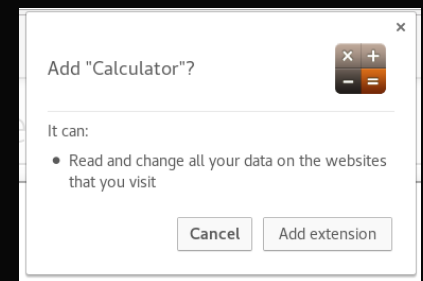 Add "Calculator"?
It can:
Read and change all your data on the websites
that you visit
Cancel
Add extension